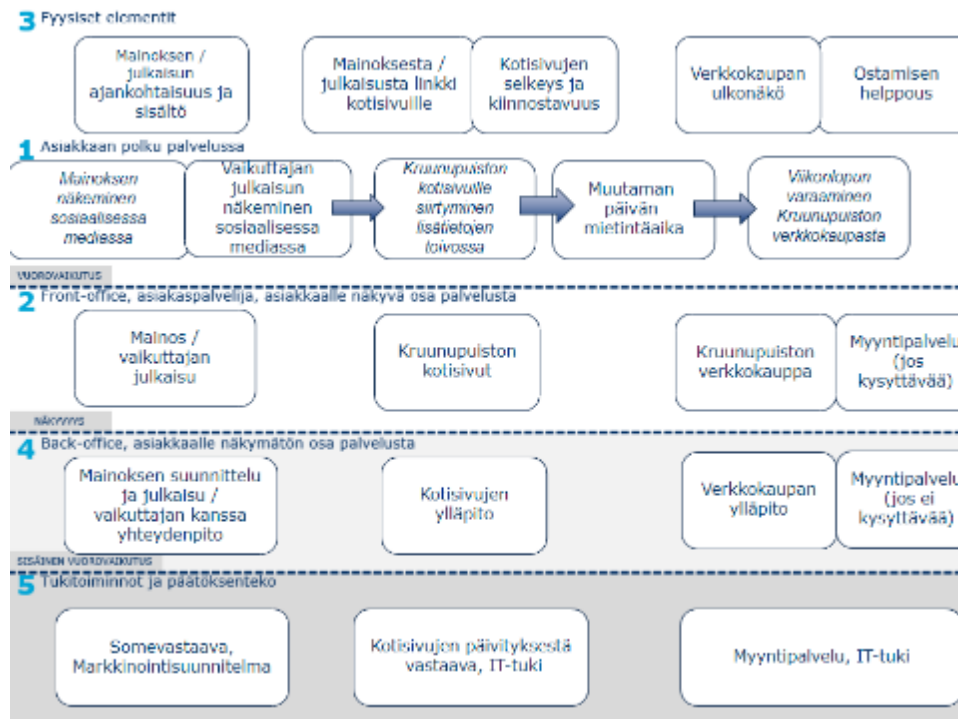 3 Fyysiset elementit
Mainoksen /
julkaisun
ajankohtaisuus ja
sisältö
Mainoksesta /
julkaisusta linkki
kotisivuille
Kotisivujen
selkeys ja
kiinnostavuus
Verkkokaupan
ulkonäkö
Ostamisen
helppous
1 Asiakkaan polku palvelussa
Mainoksen
näkeminen
sosiaalisessa
mediassa
Vaikuttajan
julkaisun
näkeminen
sosiaalisessa
mediassa
Kruunupuiston
kotisivuille
siirtyminen
lisätietojen
toivossa
Muutaman
päivän
mietintäaika
Viikonlopun
varaaminen
Kruunupuiston
verkkokaupasta
VUOROVAIKUTUS
2 Front-office, asiakaspalvelija, asiakkaalle näkyvä osa palvelusta
Mainos /
vaikuttajan
julkaisu
Kruunupuiston
kotisivut
Kruunupuiston
verkkokauppa
Myyntipalvelu
(jos
kysyttävää)
NÄKYVYYS
4 Back-office, asiakkaalle näkymätön osa palvelusta
Mainoksen suunnittelu
ja julkaisu /
vaikuttajan kanssa
yhteydenpito
Kotisivujen
ylläpito
Verkkokaupan
ylläpito
Myyntipalvelu
(jos ei
kysyttävää)
SISÄINEN VUOROVAIKUTUS
5 Tukitoiminnot ja päätöksenteko
Somevastaava,
Markkinointisuunnitelma
Kotisivujen päivityksestä
vastaava, IT-tuki
Myyntipalvelu, IT-tuki